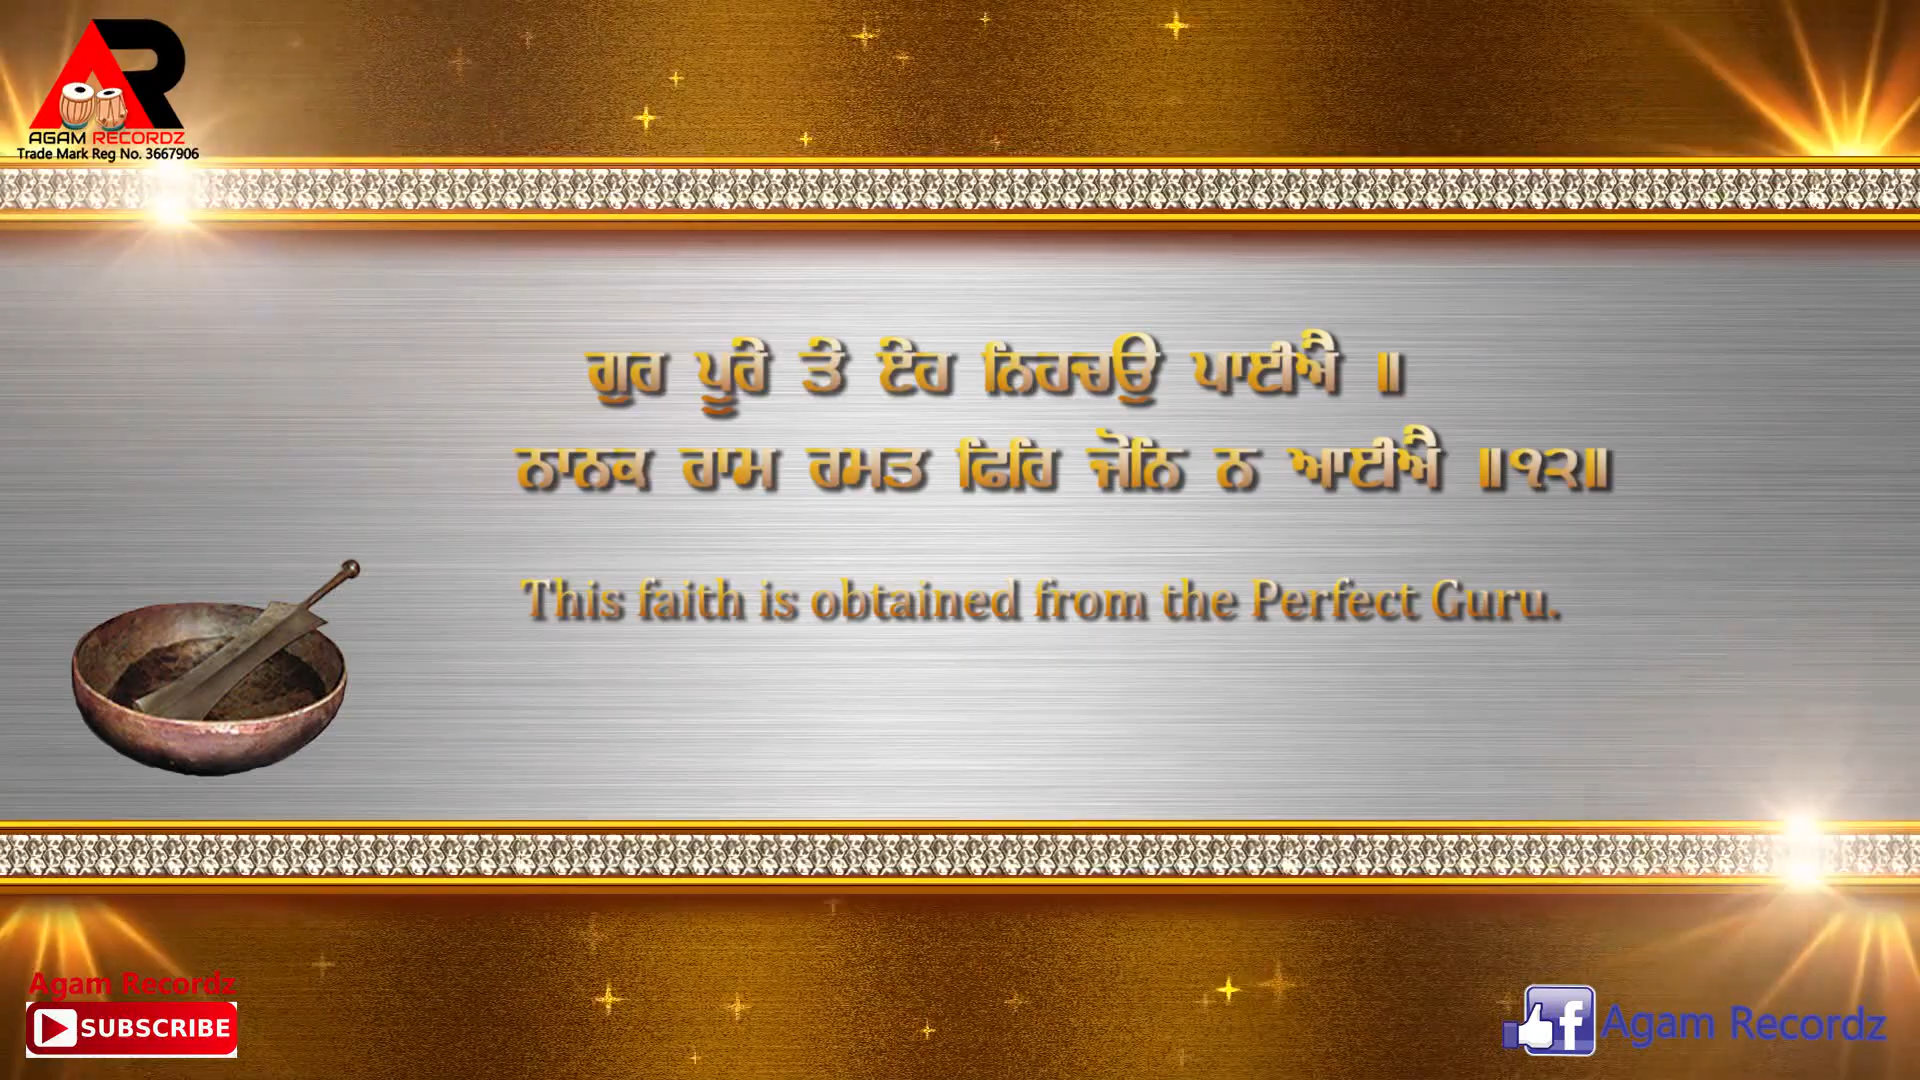 AGAM RECORDZ
Trade Mark Reg No. 3667906
ਗੁਰ ਪੂਰੇ ਤੇ ਏਹ ਨਿਹਚਉ ਪਾਈਐ ॥
ਨਾਨਕ ਰਾਮ ਰਮਤ ਫਿਰਿ ਜੋਨਿ ਨ ਆਈਐ ॥੧੨॥
This faith is obtained from the Perfect Guru.
Agam Recordz
SUBSCRIBE
Agam Recordz